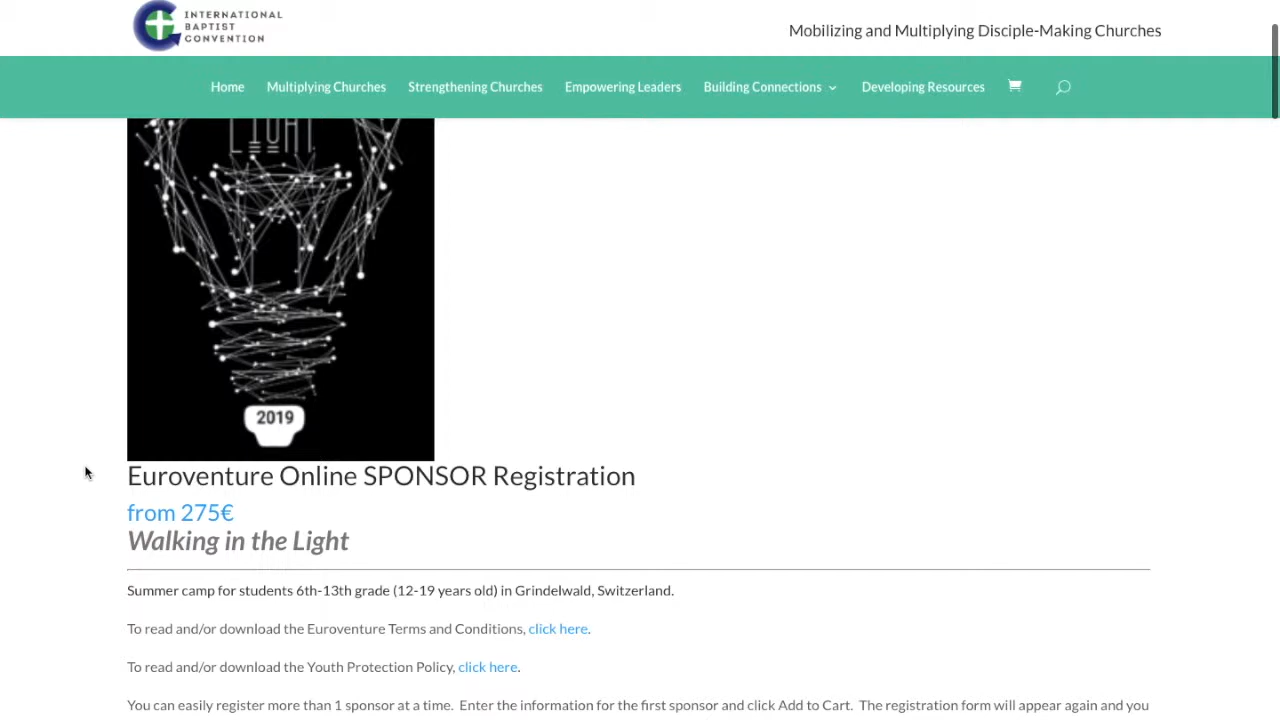 INTERNATIONAL
BAPTIST
CONVENTION
Mobilizing and Multiplying Disciple-Making Churches
Home Multiplying Churches Strengthening Churches Empowering Leaders Building Connections Developing Resources
LIGHT
2019
Euroventure Online SPONSOR Registration
from 275€
Walking in the Light
Summer camp for students 6th-13th grade (12-19 years old) in Grindelwald, Switzerland.
To read and/or download the Euroventure Terms and Conditions, click here.
To read and/or download the Youth Protection Policy, click here.
You can easily register more than 1 sponsor at a time. Enter the information for the first sponsor and click Add to Cart. The registration form will appear again and you